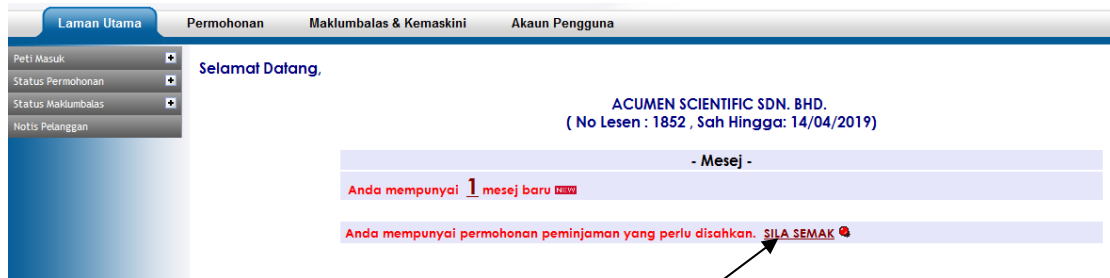 Laman Utama Permohonan Maklumbalas & Kemaskini Akaun Pengguna
Peti Masuk
Status Permohonan
Status Maklumbalas
Notis Pelanggan
Selamat Datang,
ACUMEN SCIENTIFIC SDN. BHD.
( No Lesen : 1852 , Sah Hingga: 14/04/2019)
- Mesej -
Anda mempunyai 1 mesej baru NEW
Anda mempunyai permohonan peminjaman yang perlu disahkan. SILA SEMAK